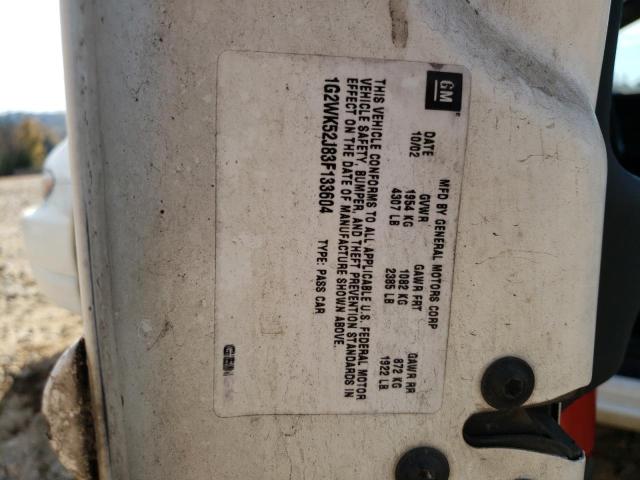 GM
MFD BY GENERAL MOTORS CORP
DATE GVWR GAWR FRT GAWR RR
10/02 1954 KG 1082 KG 872 KG
4307 LB 2385 LB 1922 LB
THIS VEHICLE CONFORMS TO ALL APPLICABLE U.S. FEDERAL MOTOR
VEHICLE SAFETY, BUMPER, AND THEFT PREVENTION STANDARDS IN
EFFECT ON THE DATE OF MANUFACTURE SHOWN ABOVE.
1G2WK52J83F133604 TYPE: PASS CAR